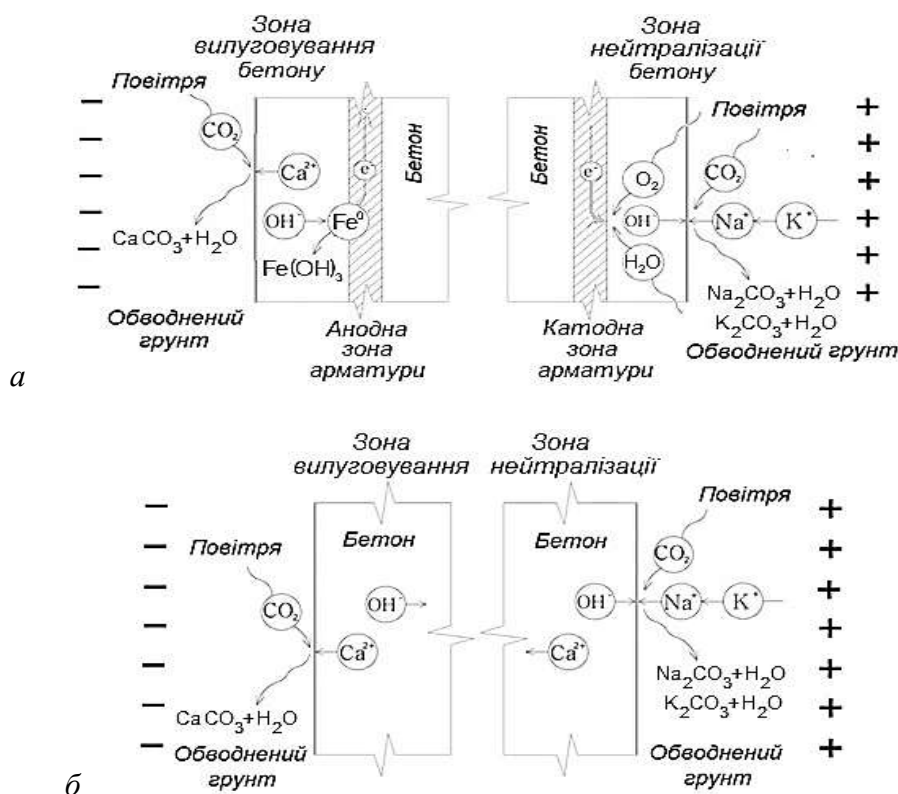 Зона
вилуговування
бетону
Зона
нейтралізації
бетону
Повітря
CO₂
Ca²⁺
OH⁻
e⁻
Fe⁰
CaCO₃+H₂O
Fe(OH)₃
Бетон
Обводнений
грунт
Анодна
зона
арматури
Бетон
e⁻
O₂
OH⁻
H₂O
Повітря
CO₂
Na⁺
K⁺
Na₂CO₃+H₂O
K₂CO₃+H₂O
Катодна
зона
арматури
Обводнений грунт
а
Зона
вилуговування
Зона
нейтралізації
Повітря
CO₂
Бетон
OH⁻
Ca²⁺
CaCO₃+H₂O
Обводнений
грунт
Бетон
OH⁻
Ca²⁺
Повітря
CO₂
Na⁺
K⁺
Na₂CO₃+H₂O
K₂CO₃+H₂O
Обводнений
грунт
б